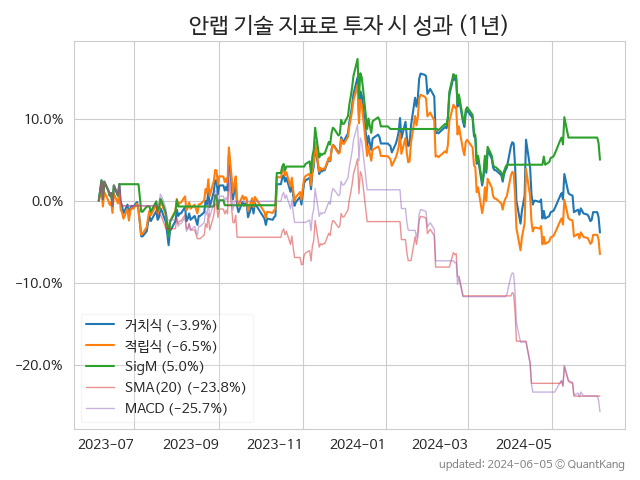 안랩 기술 지표로 투자 시 성과 (1년)
10.0%
0.0%
−10.0%
−20.0%
거치식 (−3.9%)
적립식 (−6.5%)
SigM (5.0%)
SMA(20) (−23.8%)
MACD (−25.7%)
2023-07 2023-09 2023-11 2024-01 2024-03 2024-05
updated: 2024-06-05 ⓒ QuantKang